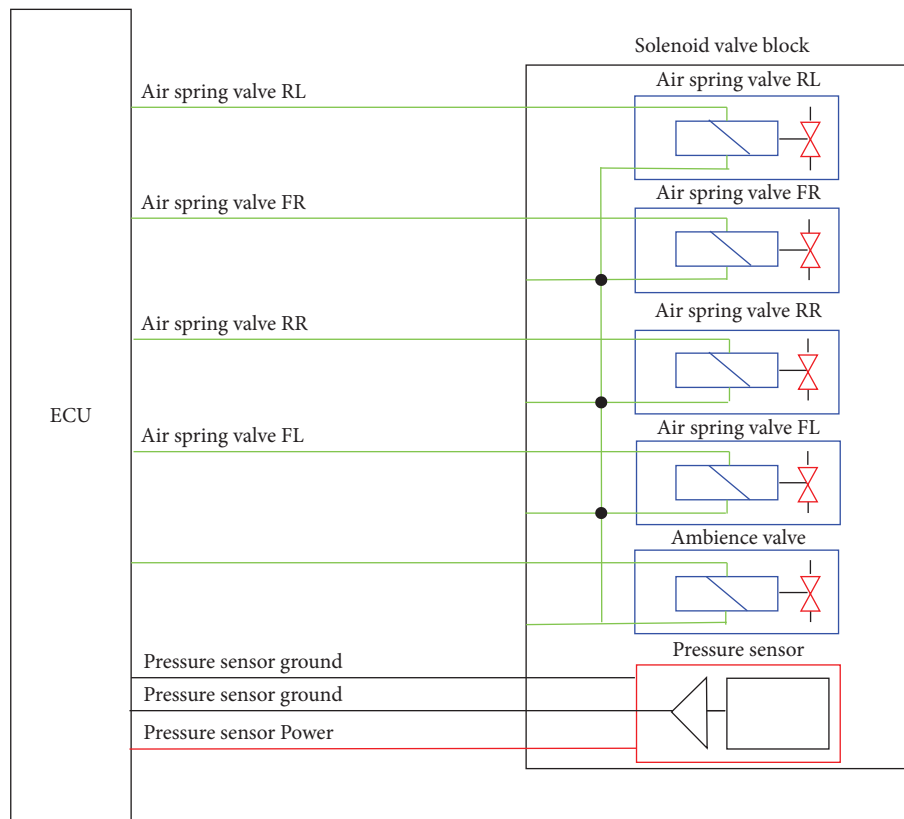 Solenoid valve block
Air spring valve RL
Air spring valve RL
Air spring valve FR
Air spring valve FR
Air spring valve RR
Air spring valve RR
ECU
Air spring valve FL
Air spring valve FL
Ambience valve
Pressure sensor
Pressure sensor ground
Pressure sensor ground
Pressure sensor Power